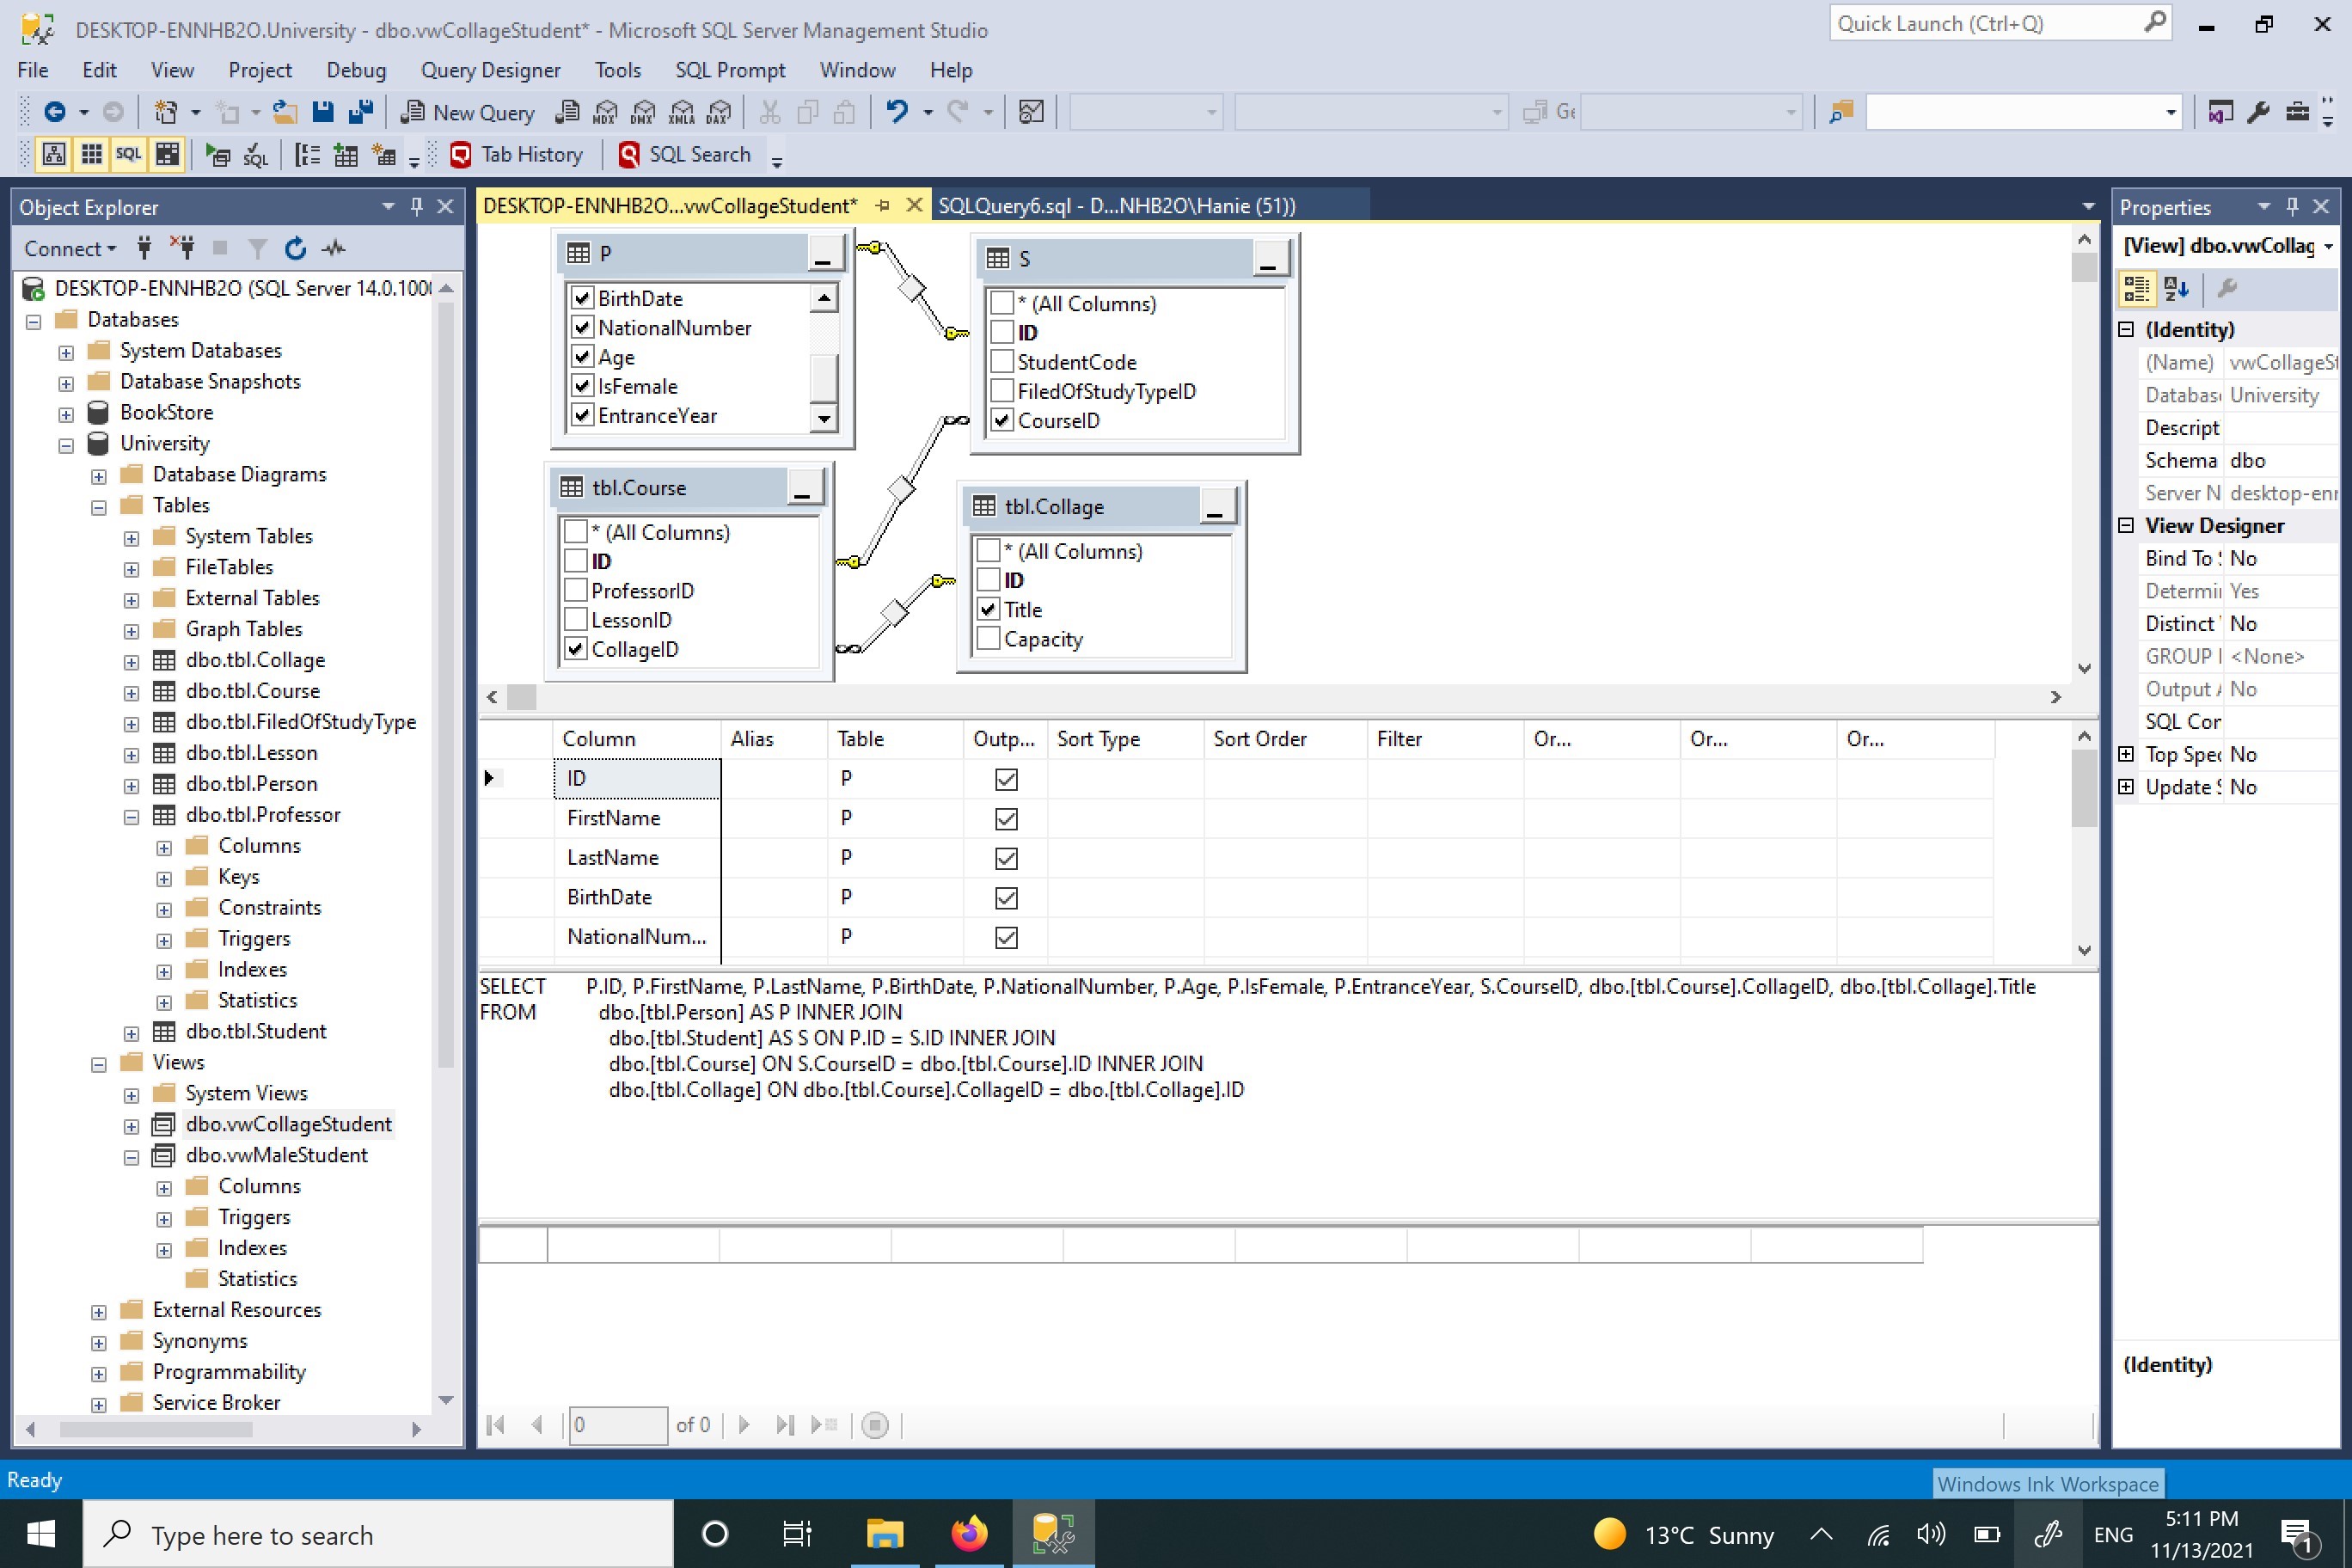 DESKTOP-ENNHB2O.University - dbo.vwCollageStudent* - Microsoft SQL Server Management Studio
Quick Launch (Ctrl+Q)
File Edit View Project Debug Query Designer Tools SQL Prompt Window Help
New Query MDX DMX XMLA DAX Ge
SQL SQL Tab History SQL Search
Object Explorer
Connect
DESKTOP-ENNHB2O (SQL Server 14.0.100
Databases
System Databases
Database Snapshots
BookStore
University
Database Diagrams
Tables
System Tables
FileTables
External Tables
Graph Tables
dbo.tbl.Collage
dbo.tbl.Course
dbo.tbl.FiledOfStudyType
dbo.tbl.Lesson
dbo.tbl.Person
dbo.tbl.Professor
Columns
Keys
Constraints
Triggers
Indexes
Statistics
dbo.tbl.Student
Views
System Views
dbo.vwCollageStudent
dbo.vwMaleStudent
Columns
Triggers
Indexes
Statistics
External Resources
Synonyms
Programmability
Service Broker
DESKTOP-ENNHB2O...vwCollageStudent* SQLQuery6.sql - D...NHB2O\Hanie (51))
P
BirthDate
NationalNumber
Age
IsFemale
EntranceYear
S
* (All Columns)
ID
StudentCode
FiledOfStudyTypeID
CourseID
tbl.Course
* (All Columns)
ID
ProfessorID
LessonID
CollageID
tbl.Collage
* (All Columns)
ID
Title
Capacity
Column Alias Table Outp... Sort Type Sort Order Filter Or... Or... Or...
ID P
FirstName P
LastName P
BirthDate P
NationalNum... P
SELECT P.ID, P.FirstName, P.LastName, P.BirthDate, P.NationalNumber, P.Age, P.IsFemale, P.EntranceYear, S.CourseID, dbo.[tbl.Course].CollageID, dbo.[tbl.Collage].Title
FROM dbo.[tbl.Person] AS P INNER JOIN
dbo.[tbl.Student] AS S ON P.ID = S.ID INNER JOIN
dbo.[tbl.Course] ON S.CourseID = dbo.[tbl.Course].ID INNER JOIN
dbo.[tbl.Collage] ON dbo.[tbl.Course].CollageID = dbo.[tbl.Collage].ID
0 of 0
Properties
[View] dbo.vwCollag
(Identity)
(Name) vwCollageSt
Databas University
Descript
Schema dbo
Server N desktop-enn
View Designer
Bind To S No
Determi Yes
Distinct No
GROUP <None>
Output A No
SQL Cor
Top Spec No
Update S No
(Identity)
Ready
Windows Ink Workspace
Type here to search
13°C Sunny
ENG
5:11 PM
11/13/2021
1